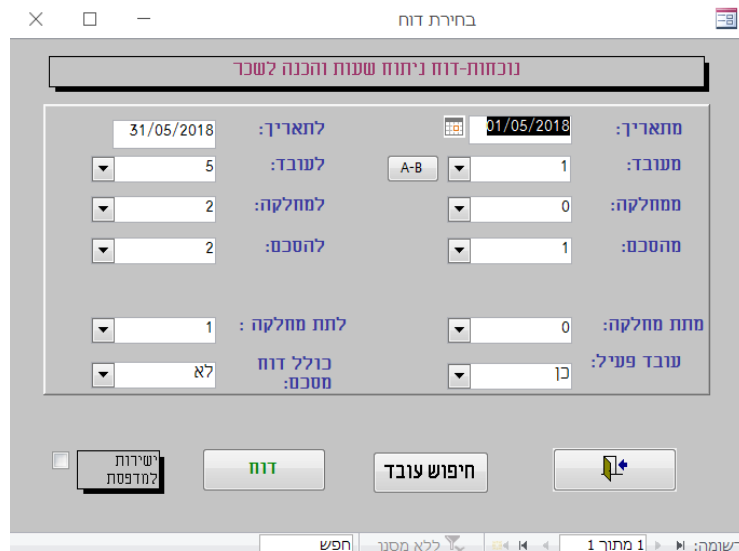 בחירת דוח
נוכחות-דוח ניתוח שעות והכנה לשכר
מתאריך: 01/05/2018 לתאריך: 31/05/2018
מעובד: 1 A-B לעובד: 5
ממחלקה: 0 למחלקה: 2
מהסכם: 1 להסכם: 2
מתת מחלקה: 0 לתת מחלקה : 1
עובד פעיל: כן כולל דוח מסכם: לא
חיפוש עובד דוח ישירות למדפסת
רשומה: 1 מתוך 1 ללא מסנן חפש